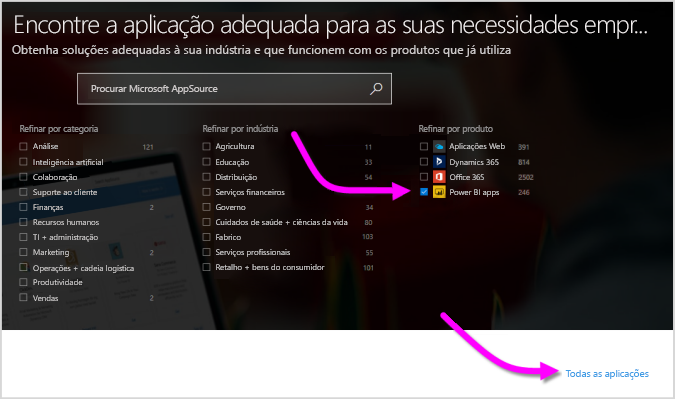 Encontre a aplicação adequada para as suas necessidades empr...
Obtenha soluções adequadas à sua indústria e que funcionem com os produtos que já utiliza
Procurar Microsoft AppSource
Refinar por categoria
Análise 121
Inteligência artificial
Colaboração
Suporte ao cliente
Finanças 2
Recursos humanos
TI + administração
Marketing 2
Operações + cadeia logística
Produtividade
Vendas 2
Refinar por indústria
Agricultura 11
Educação 33
Distribuição 54
Serviços financeiros
Governo 34
Cuidados de saúde + ciências da vida 80
Fabrico 103
Serviços profissionais 55
Retalho + bens do consumidor 101
Refinar por produto
Aplicações Web 391
Dynamics 365 814
Office 365 2502
Power BI apps 246
Todas as aplicações